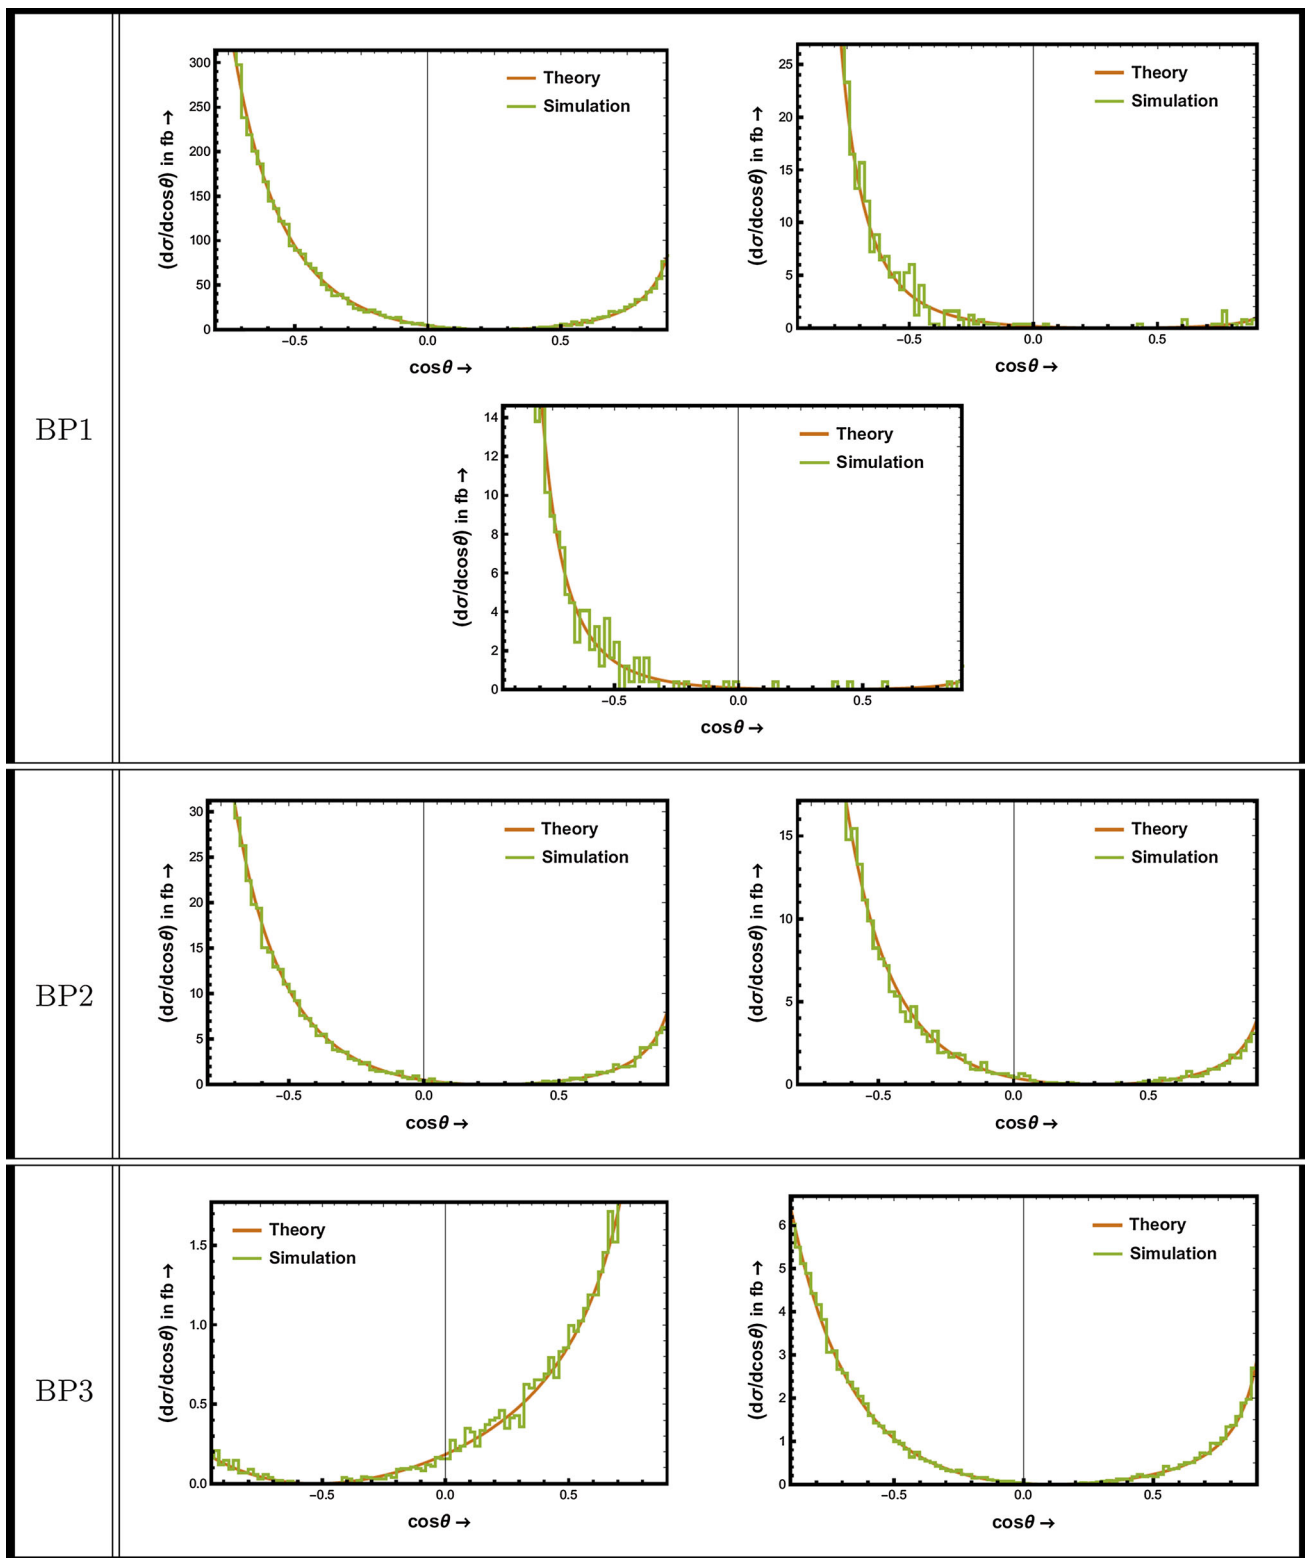 BP1
300
250
200
150
100
50
0
(dσ/dcosθ) in fb →
Theory
Simulation
−0.5 0.0 0.5
cosθ →
25
20
15
10
5
0
(dσ/dcosθ) in fb →
Theory
Simulation
−0.5 0.0 0.5
cosθ →
14
12
10
8
6
4
2
0
(dσ/dcosθ) in fb →
Theory
Simulation
−0.5 0.0 0.5
cosθ →
BP2
30
25
20
15
10
5
0
(dσ/dcosθ) in fb →
Theory
Simulation
−0.5 0.0 0.5
cosθ →
15
10
5
0
(dσ/dcosθ) in fb →
Theory
Simulation
−0.5 0.0 0.5
cosθ →
BP3
1.5
1.0
0.5
0.0
(dσ/dcosθ) in fb →
Theory
Simulation
−0.5 0.0 0.5
cosθ →
6
5
4
3
2
1
0
(dσ/dcosθ) in fb →
Theory
Simulation
−0.5 0.0 0.5
cosθ →